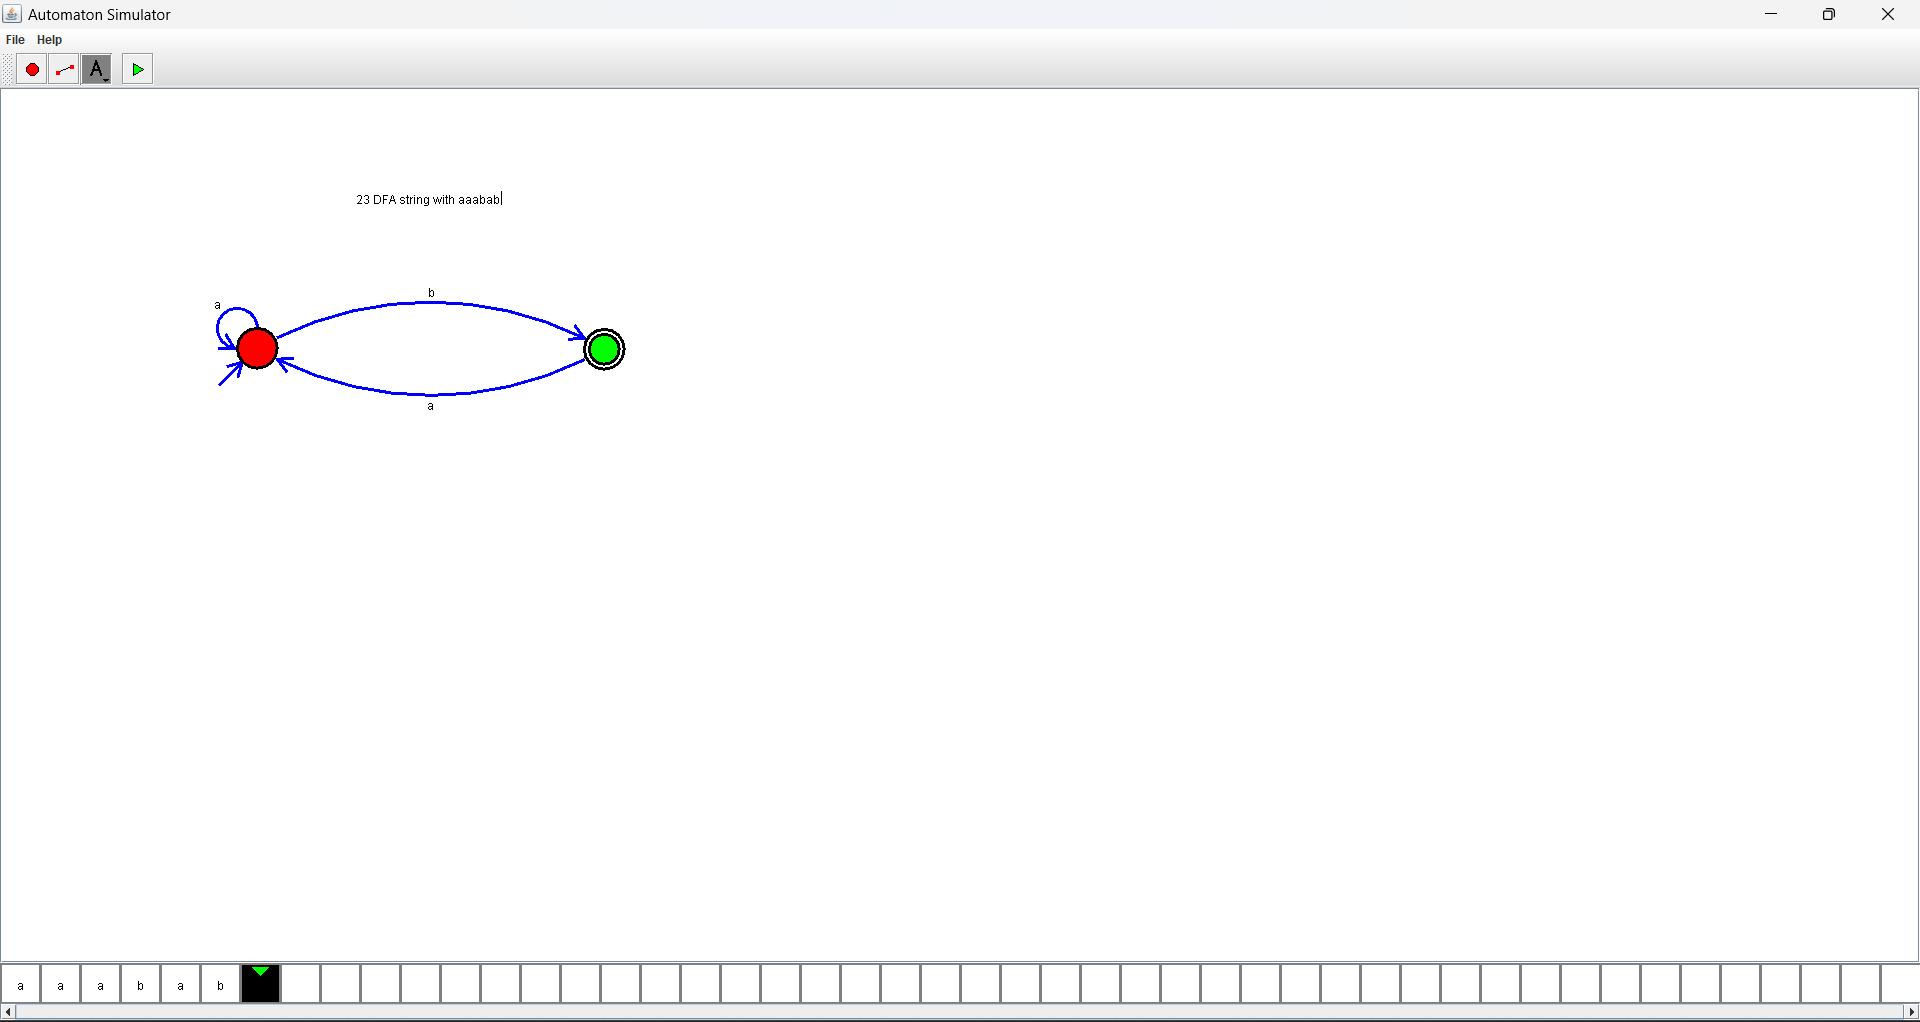 Automaton Simulator
File Help
A
23 DFA string with aaabab
b
a
a
a a a b a b